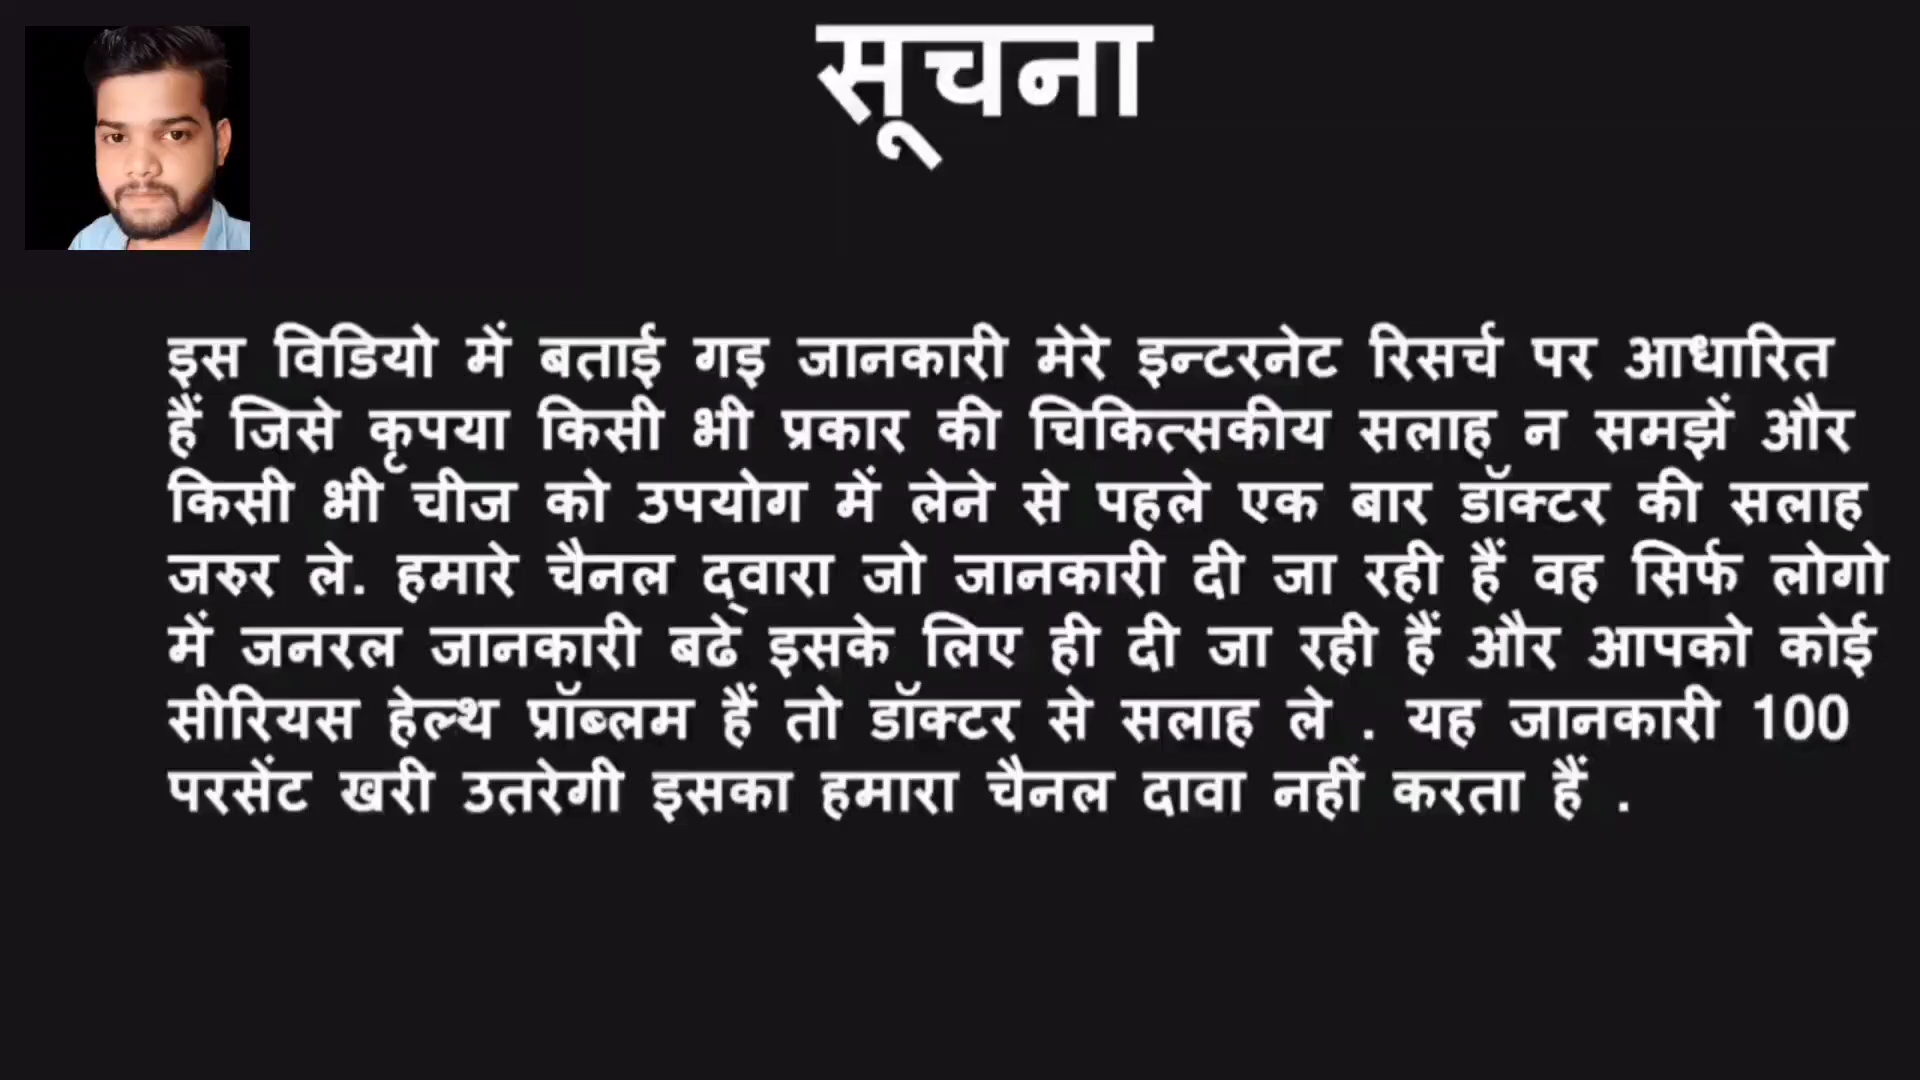 सूचना
इस विडियो में बताई गइ जानकारी मेरे इन्टरनेट रिसर्च पर आधारित
हैं जिसे कृपया किसी भी प्रकार की चिकित्सकीय सलाह न समझें और
किसी भी चीज को उपयोग में लेने से पहले एक बार डॉक्टर की सलाह
जरुर ले. हमारे चैनल द्वारा जो जानकारी दी जा रही हैं वह सिर्फ लोगो
में जनरल जानकारी बढे इसके लिए ही दी जा रही हैं और आपको कोई
सीरियस हेल्थ प्रॉब्लम हैं तो डॉक्टर से सलाह ले . यह जानकारी 100
परसेंट खरी उतरेगी इसका हमारा चैनल दावा नहीं करता हैं .